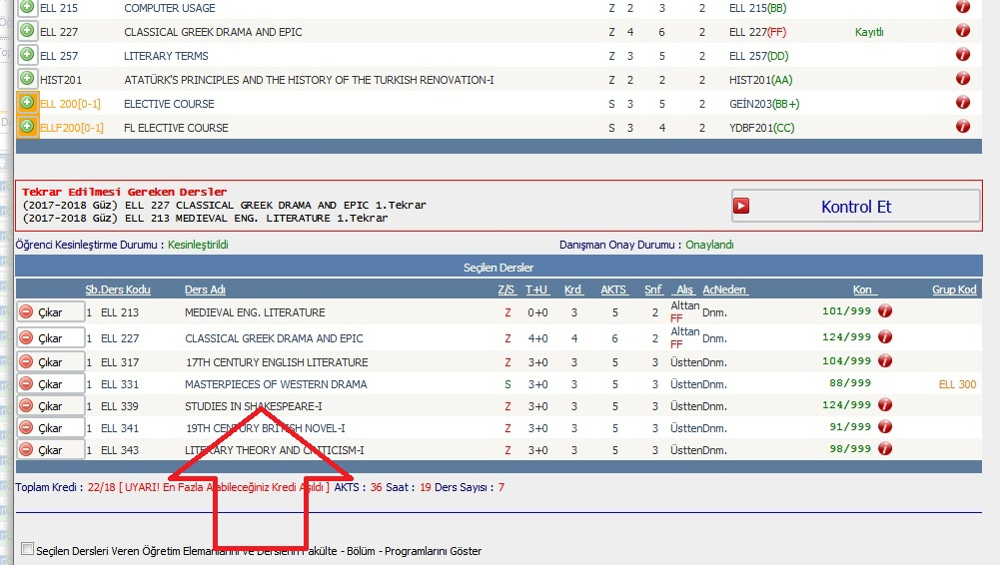 ELL 215 COMPUTER USAGE Z 2 3 2 ELL 215(BB)
ELL 227 CLASSICAL GREEK DRAMA AND EPIC Z 4 6 2 ELL 227(FF) Kayıtlı
ELL 257 LITERARY TERMS Z 3 5 2 ELL 257(DD)
HIST201 ATATÜRK'S PRINCIPLES AND THE HISTORY OF THE TURKISH RENOVATION-I Z 2 2 2 HIST201(AA)
ELL 200[0-1] ELECTIVE COURSE S 3 5 2 GEİN203(BB+)
ELLF200[0-1] FL ELECTIVE COURSE S 3 4 2 YDBF201(CC)
Tekrar Edilmesi Gereken Dersler
(2017-2018 Güz) ELL 227 CLASSICAL GREEK DRAMA AND EPIC 1.Tekrar
(2017-2018 Güz) ELL 213 MEDIEVAL ENG. LITERATURE 1.Tekrar
Kontrol Et
Öğrenci Kesinleştirme Durumu : Kesinleştirildi Danışman Onay Durumu : Onaylandı
Seçilen Dersler
Şb. Ders Kodu Ders Adı Z/S T+U Krd AKTS Snf Alış AcNeden Kon Grup Kod
Çıkar 1 ELL 213 MEDIEVAL ENG. LITERATURE Z 0+0 3 5 2 Alttan FF Dnm. 101/999
Çıkar 1 ELL 227 CLASSICAL GREEK DRAMA AND EPIC Z 4+0 4 6 2 Alttan FF Dnm. 124/999
Çıkar 1 ELL 317 17TH CENTURY ENGLISH LITERATURE Z 3+0 3 5 3 Üstten Dnm. 104/999
Çıkar 1 ELL 331 MASTERPIECES OF WESTERN DRAMA S 3+0 3 5 3 Üstten Dnm. 88/999 ELL 300
Çıkar 1 ELL 339 STUDIES IN SHAKESPEARE-I Z 3+0 3 5 3 Üstten Dnm. 124/999
Çıkar 1 ELL 341 19TH CENTURY BRITISH NOVEL-I Z 3+0 3 5 3 Üstten Dnm. 91/999
Çıkar 1 ELL 343 LITERARY THEORY AND CRITICISM-I Z 3+0 3 5 3 Üstten Dnm. 98/999
Toplam Kredi : 22/18 [ UYARI! En Fazla Alabileceğiniz Kredi Aşıldı ] AKTS : 36 Saat : 19 Ders Sayısı : 7
Seçilen Dersleri Veren Öğretim Elemanlarını ve Derslerin Fakülte - Bölüm - Programlarını Göster